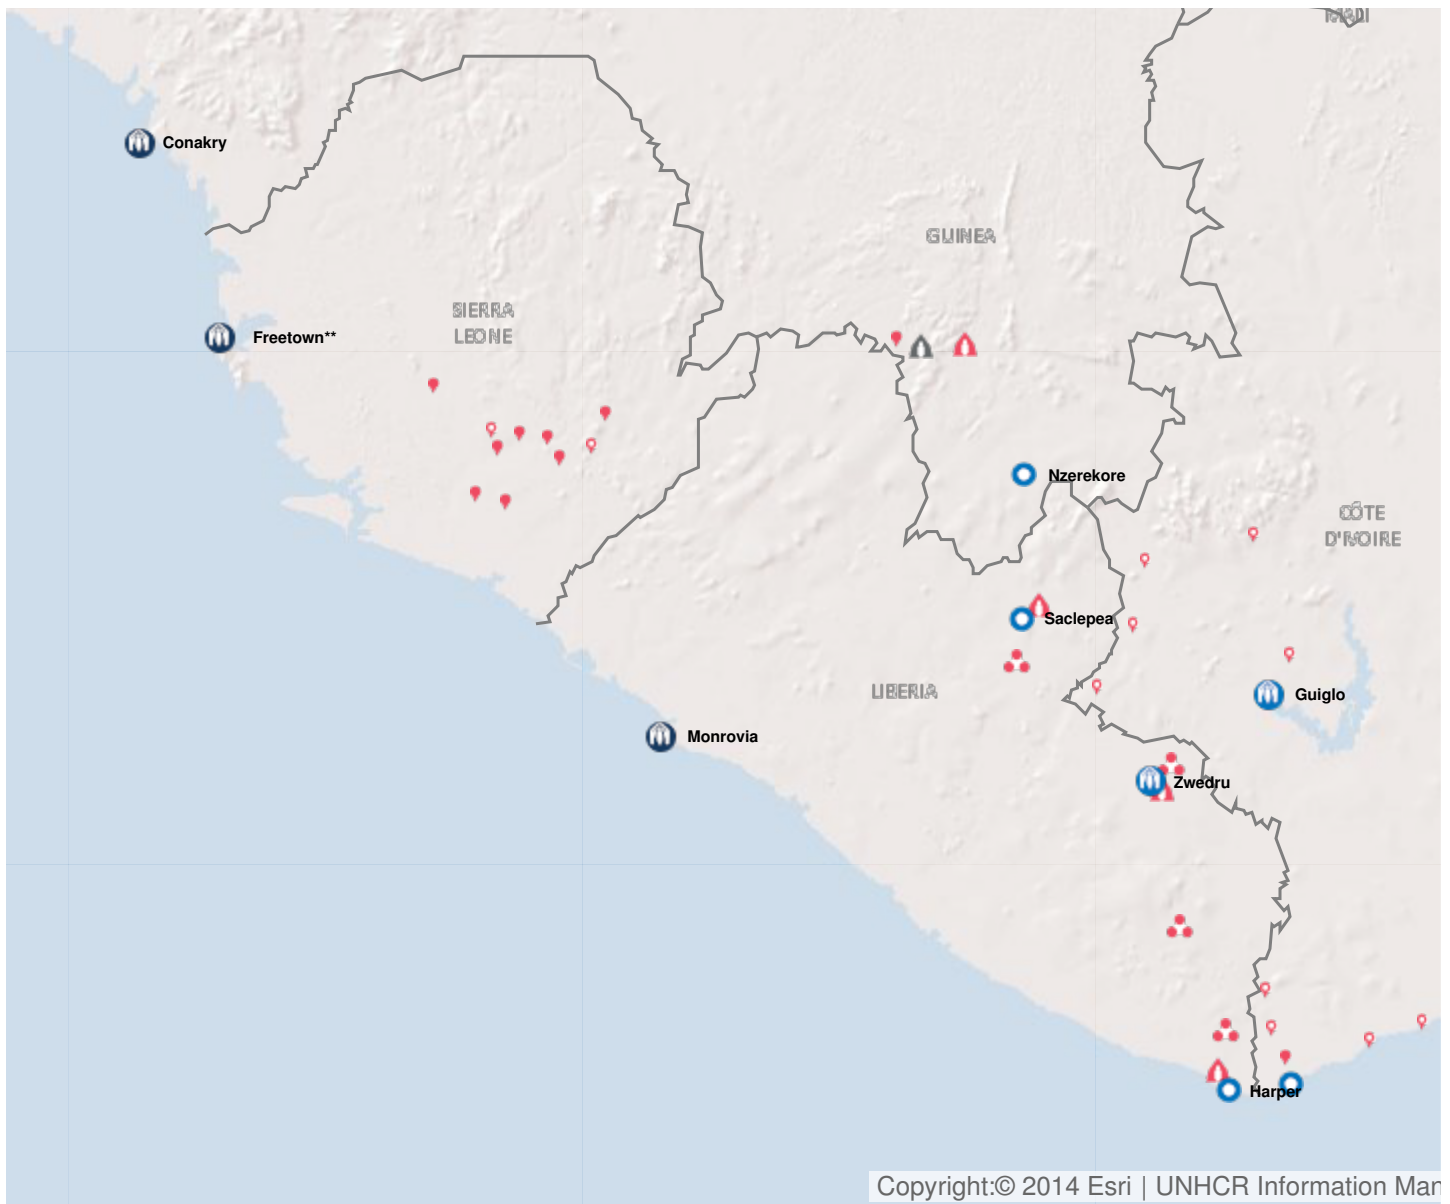 MALI
Conakry
GUINEA
SIERRA
LEONE
Freetown**
Nzerekore
CÔTE
D'IVOIRE
Saclepea
LIBERIA
Guiglo
Monrovia
Zwedru
Harper
Copyright:© 2014 Esri | UNHCR Information Man